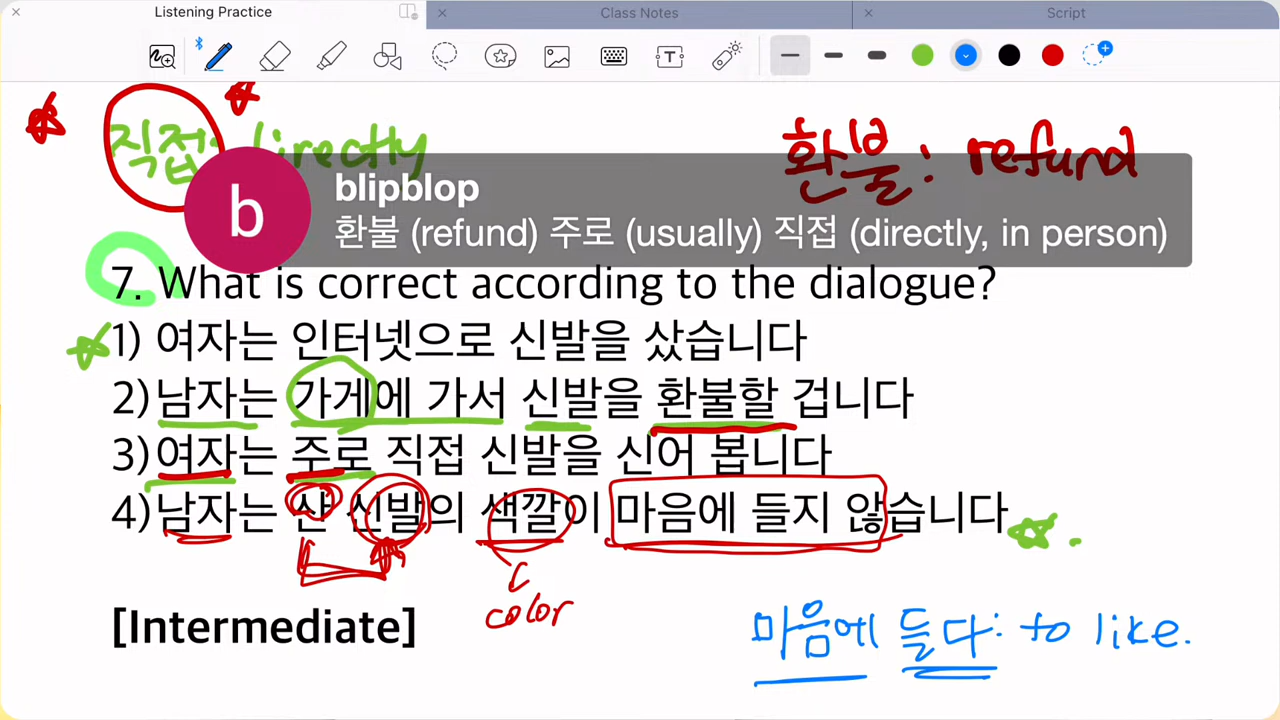 Listening Practice
Class Notes
Script
직접: directly
환불: refund
b
blipblop
환불 (refund) 주로 (usually) 직접 (directly, in person)
7. What is correct according to the dialogue?
1) 여자는 인터넷으로 신발을 샀습니다
2) 남자는 가게에 가서 신발을 환불할 겁니다
3) 여자는 주로 직접 신발을 신어 봅니다
4) 남자는 산 신발의 색깔이 마음에 들지 않습니다
color
[Intermediate]
마음에 들다: to like.